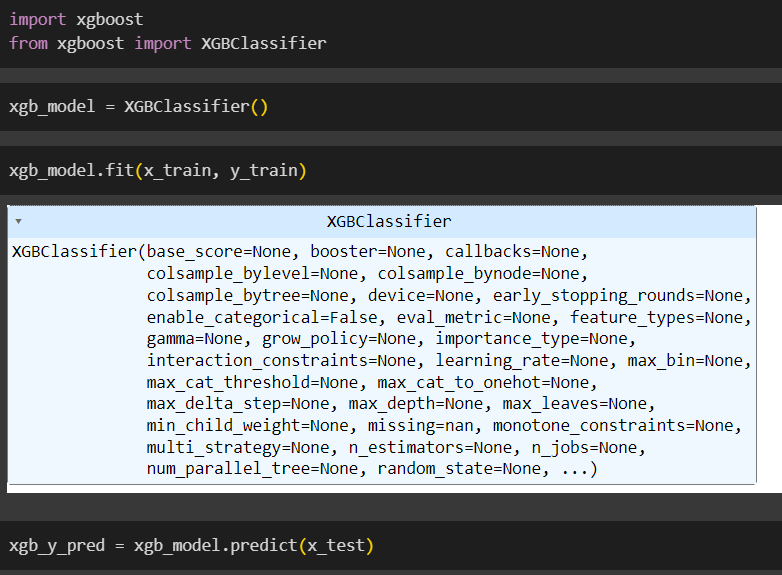 import xgboost
from xgboost import XGBClassifier
xgb_model = XGBClassifier()
xgb_model.fit(x_train, y_train)
XGBClassifier
XGBClassifier(base_score=None, booster=None, callbacks=None,
colsample_bylevel=None, colsample_bynode=None,
colsample_bytree=None, device=None, early_stopping_rounds=None,
enable_categorical=False, eval_metric=None, feature_types=None,
gamma=None, grow_policy=None, importance_type=None,
interaction_constraints=None, learning_rate=None, max_bin=None,
max_cat_threshold=None, max_cat_to_onehot=None,
max_delta_step=None, max_depth=None, max_leaves=None,
min_child_weight=None, missing=nan, monotone_constraints=None,
multi_strategy=None, n_estimators=None, n_jobs=None,
num_parallel_tree=None, random_state=None, ...)
xgb_y_pred = xgb_model.predict(x_test)